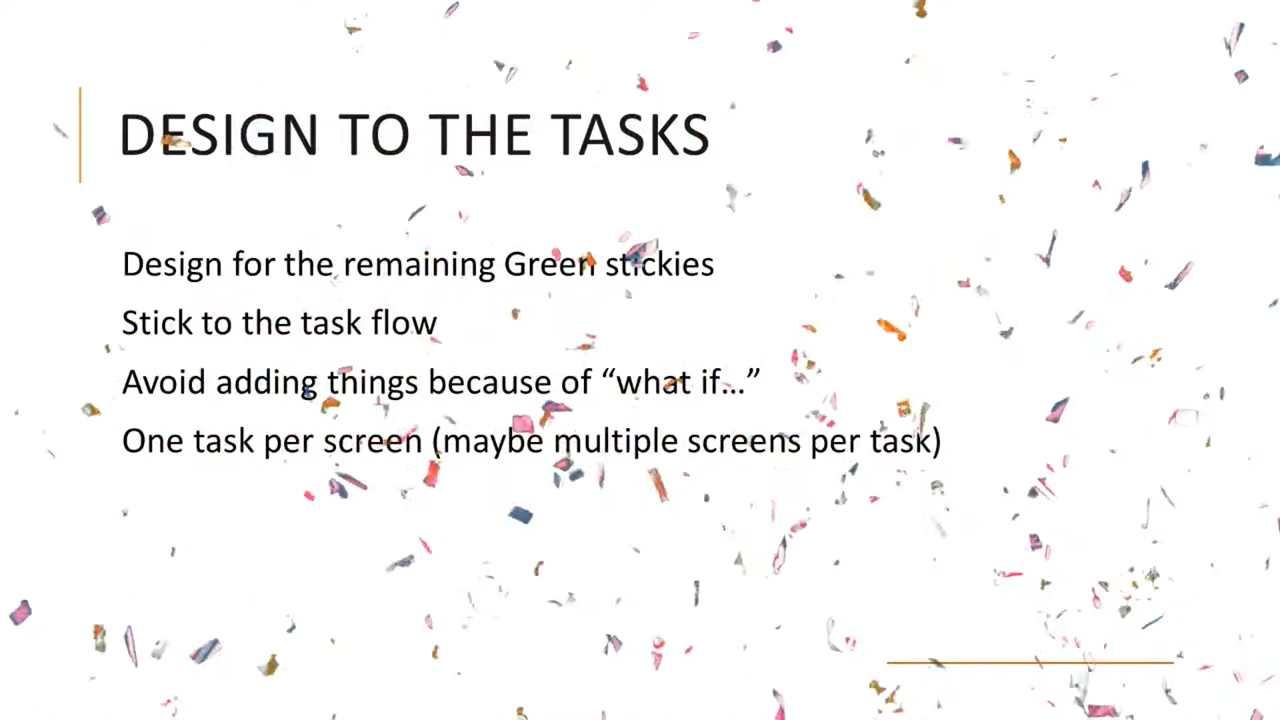 DESIGN TO THE TASKS
Design for the remaining Green stickies
Stick to the task flow
Avoid adding things because of “what if…”
One task per screen (maybe multiple screens per task)